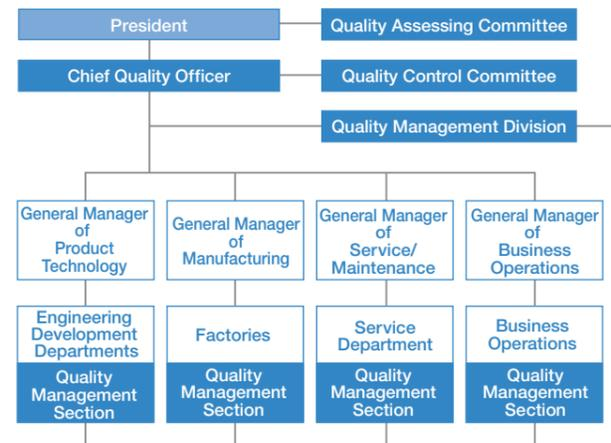 President
Quality Assessing Committee
Chief Quality Officer
Quality Control Committee
Quality Management Division
General Manager
of
Product
Technology
General Manager
of
Manufacturing
General Manager
of
Service/
Maintenance
General Manager
of
Business
Operations
Engineering
Development
Departments
Quality
Management
Section
Factories
Quality
Management
Section
Service
Department
Quality
Management
Section
Business
Operations
Quality
Management
Section